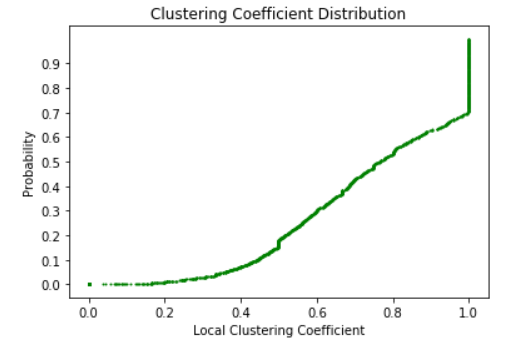 Clustering Coefficient Distribution
Probability
0.9
0.8
0.7
0.6
0.5
0.4
0.3
0.2
0.1
0.0
0.0 0.2 0.4 0.6 0.8 1.0
Local Clustering Coefficient